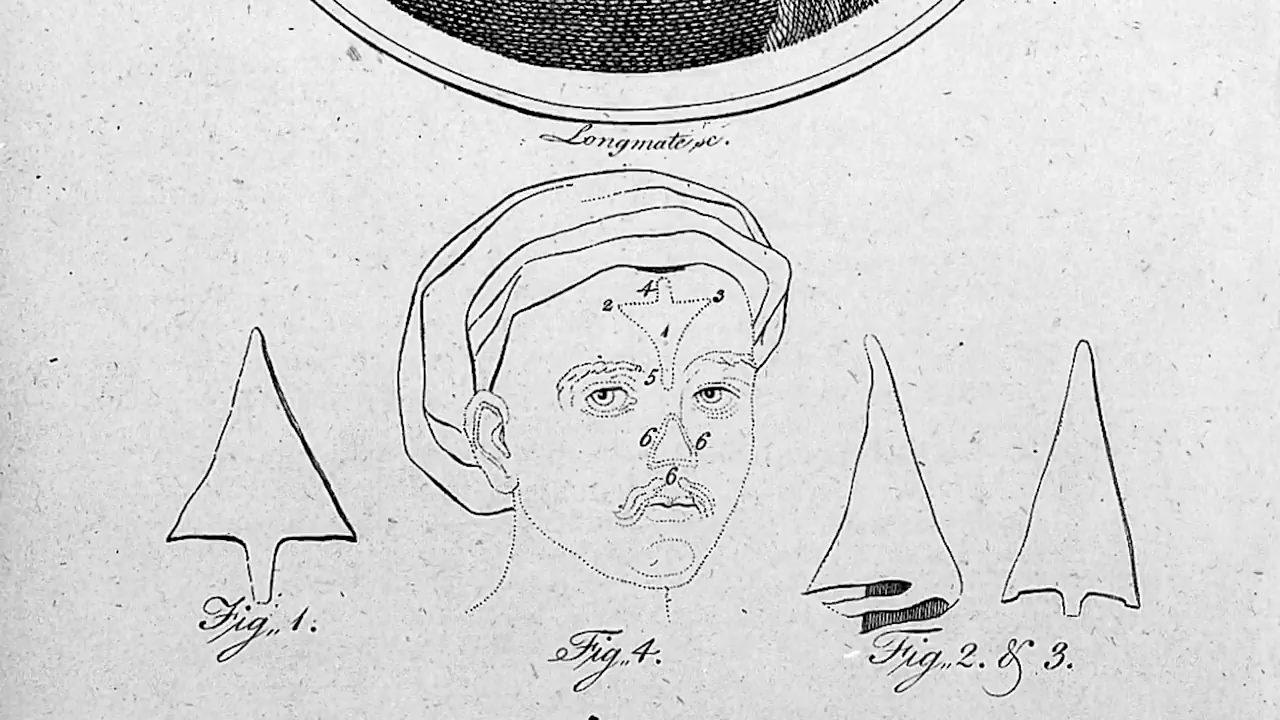 Longmate, sc.
4
2 3
1
5
6 6
6
Fig,, 1.
Fig,, 4.
Fig,, 2. & 3.